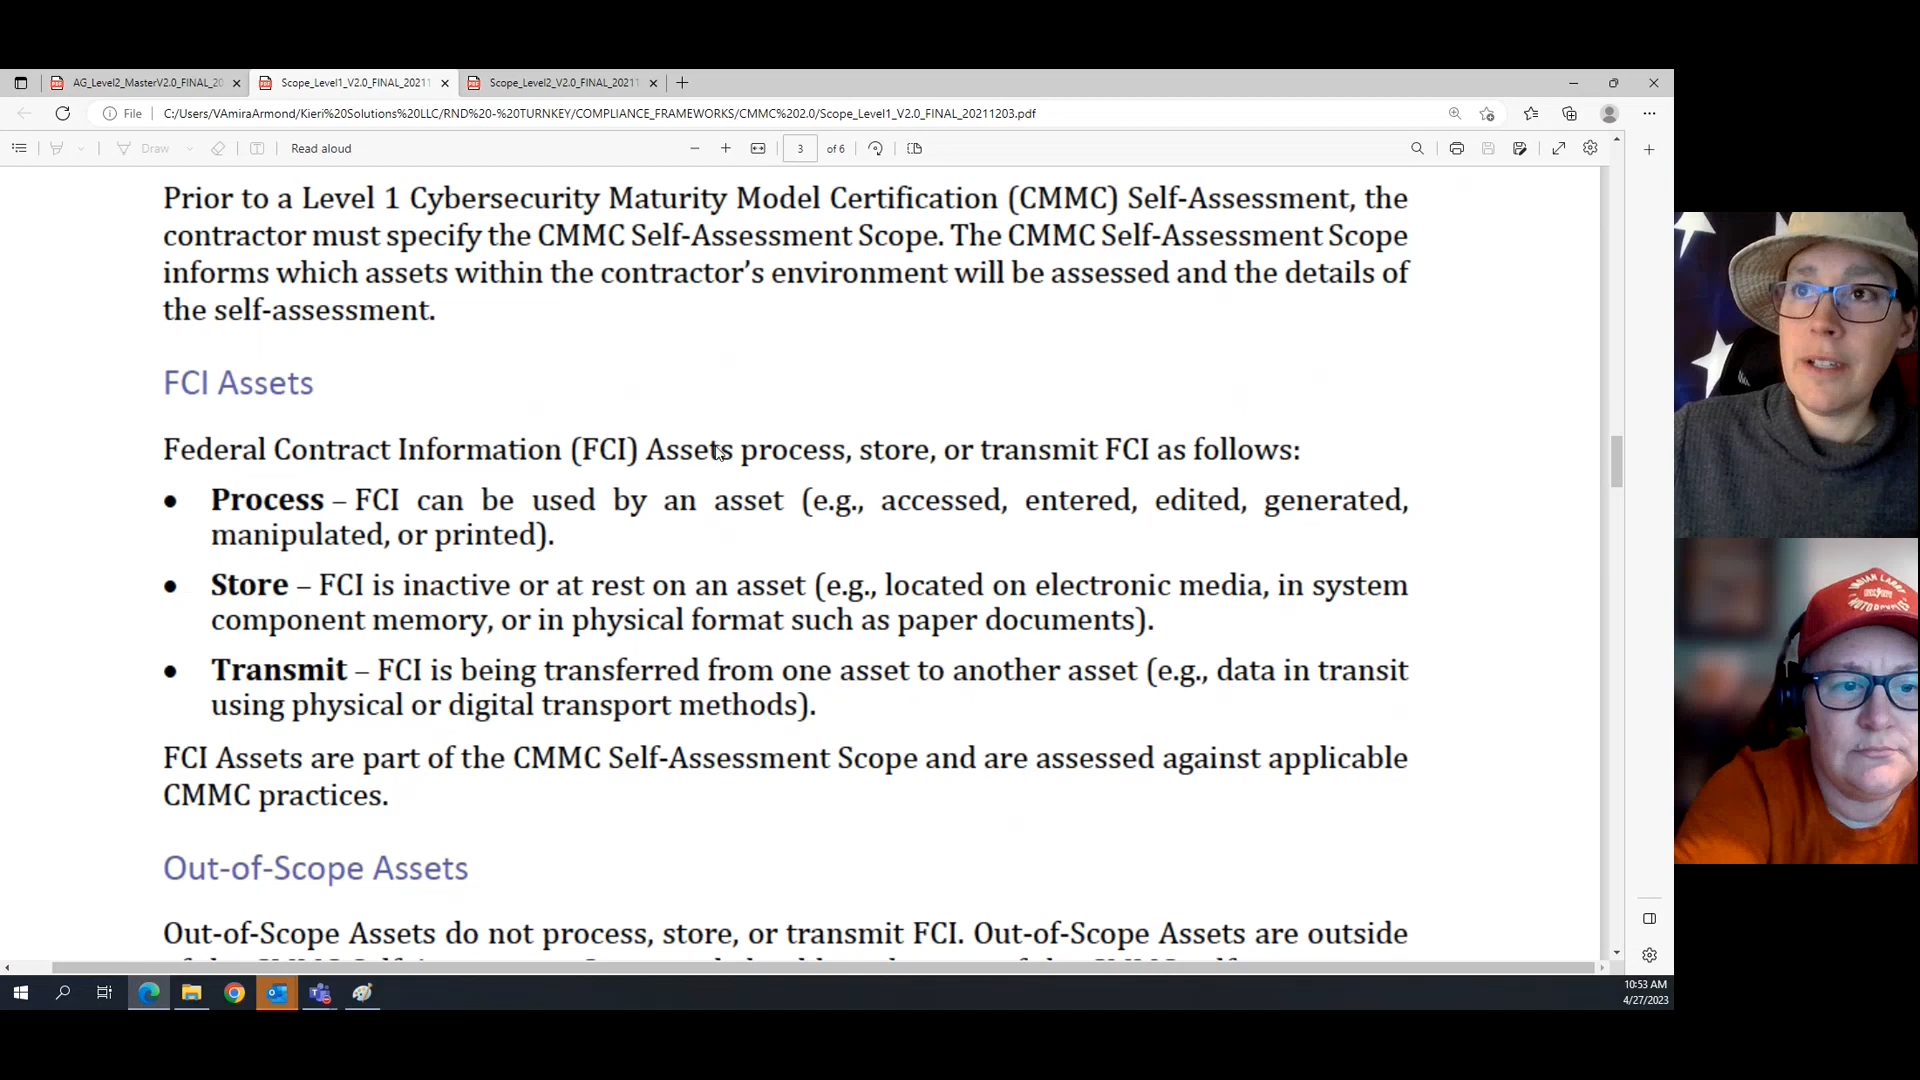 AG_Level2_MasterV2.0_FINAL_20
Scope_Level1_V2.0_FINAL_20211
Scope_Level2_V2.0_FINAL_20211
File
C:/Users/VAmiraArmond/Kieri%20Solutions%20LLC/RND%20-%20TURNKEY/COMPLIANCE_FRAMEWORKS/CMMC%202.0/Scope_Level1_V2.0_FINAL_20211203.pdf
Draw
Read aloud
3 of 6
Prior to a Level 1 Cybersecurity Maturity Model Certification (CMMC) Self-Assessment, the
contractor must specify the CMMC Self-Assessment Scope. The CMMC Self-Assessment Scope
informs which assets within the contractor’s environment will be assessed and the details of
the self-assessment.
FCI Assets
Federal Contract Information (FCI) Assets process, store, or transmit FCI as follows:
• Process – FCI can be used by an asset (e.g., accessed, entered, edited, generated,
manipulated, or printed).
• Store – FCI is inactive or at rest on an asset (e.g., located on electronic media, in system
component memory, or in physical format such as paper documents).
• Transmit – FCI is being transferred from one asset to another asset (e.g., data in transit
using physical or digital transport methods).
FCI Assets are part of the CMMC Self-Assessment Scope and are assessed against applicable
CMMC practices.
Out-of-Scope Assets
Out-of-Scope Assets do not process, store, or transmit FCI. Out-of-Scope Assets are outside
10:53 AM
4/27/2023
INDIAN LARRY
MOTORCYCLES